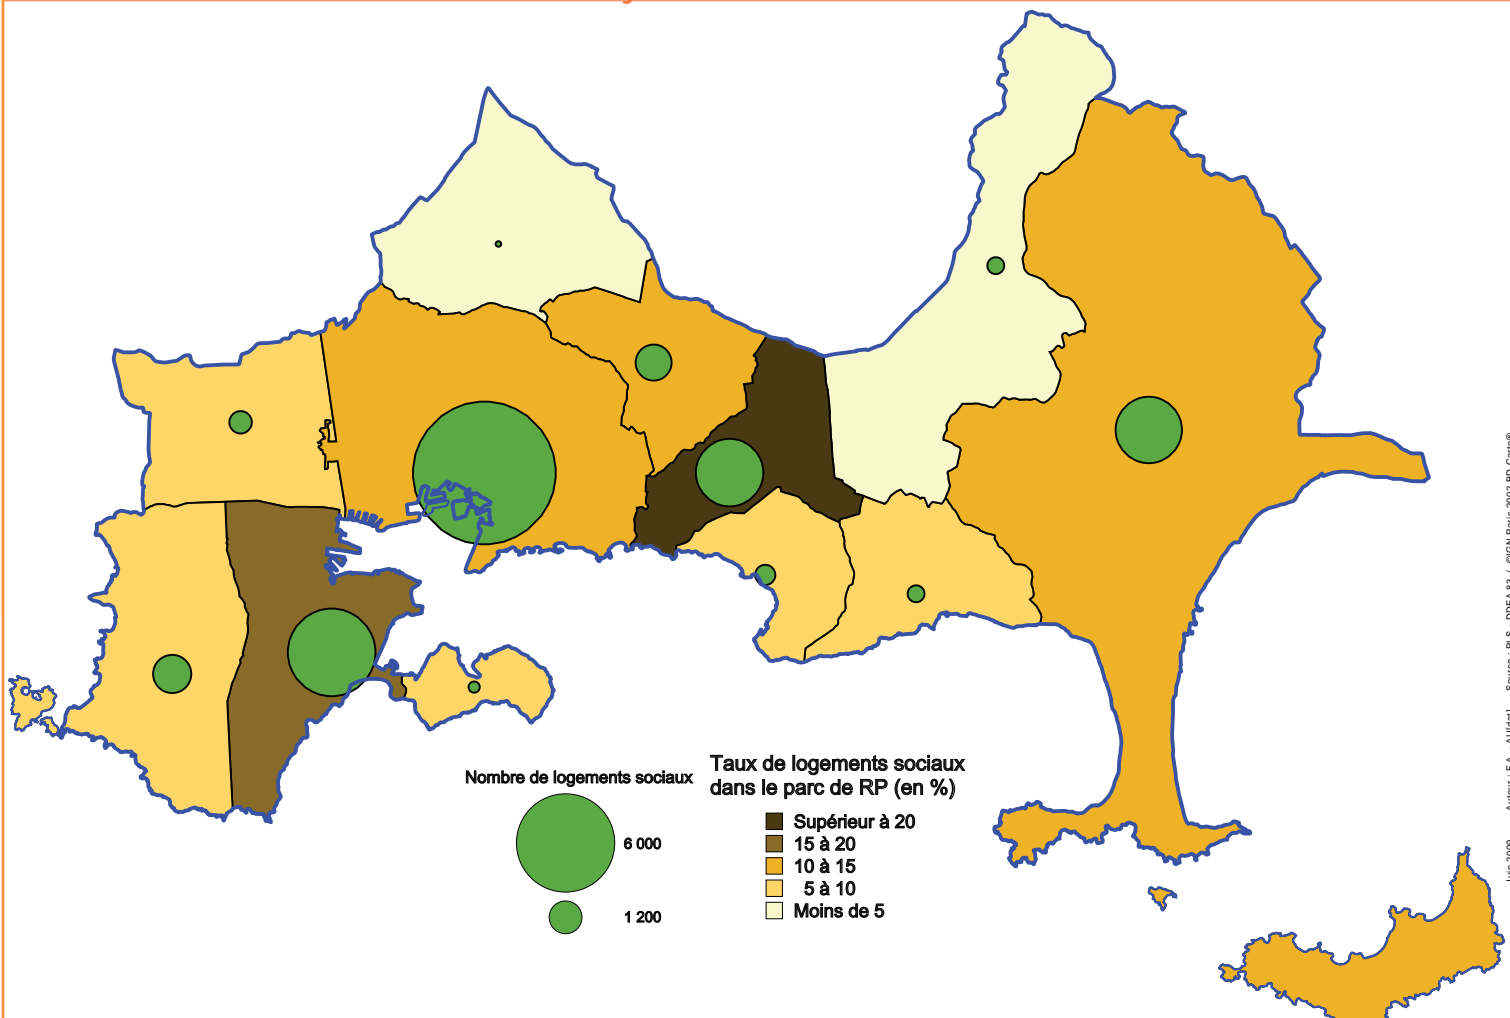 Nombre de logements sociaux
6 000
1 200
Taux de logements sociaux
dans le parc de RP (en %)
Supérieur à 20
15 à 20
10 à 15
5 à 10
Moins de 5